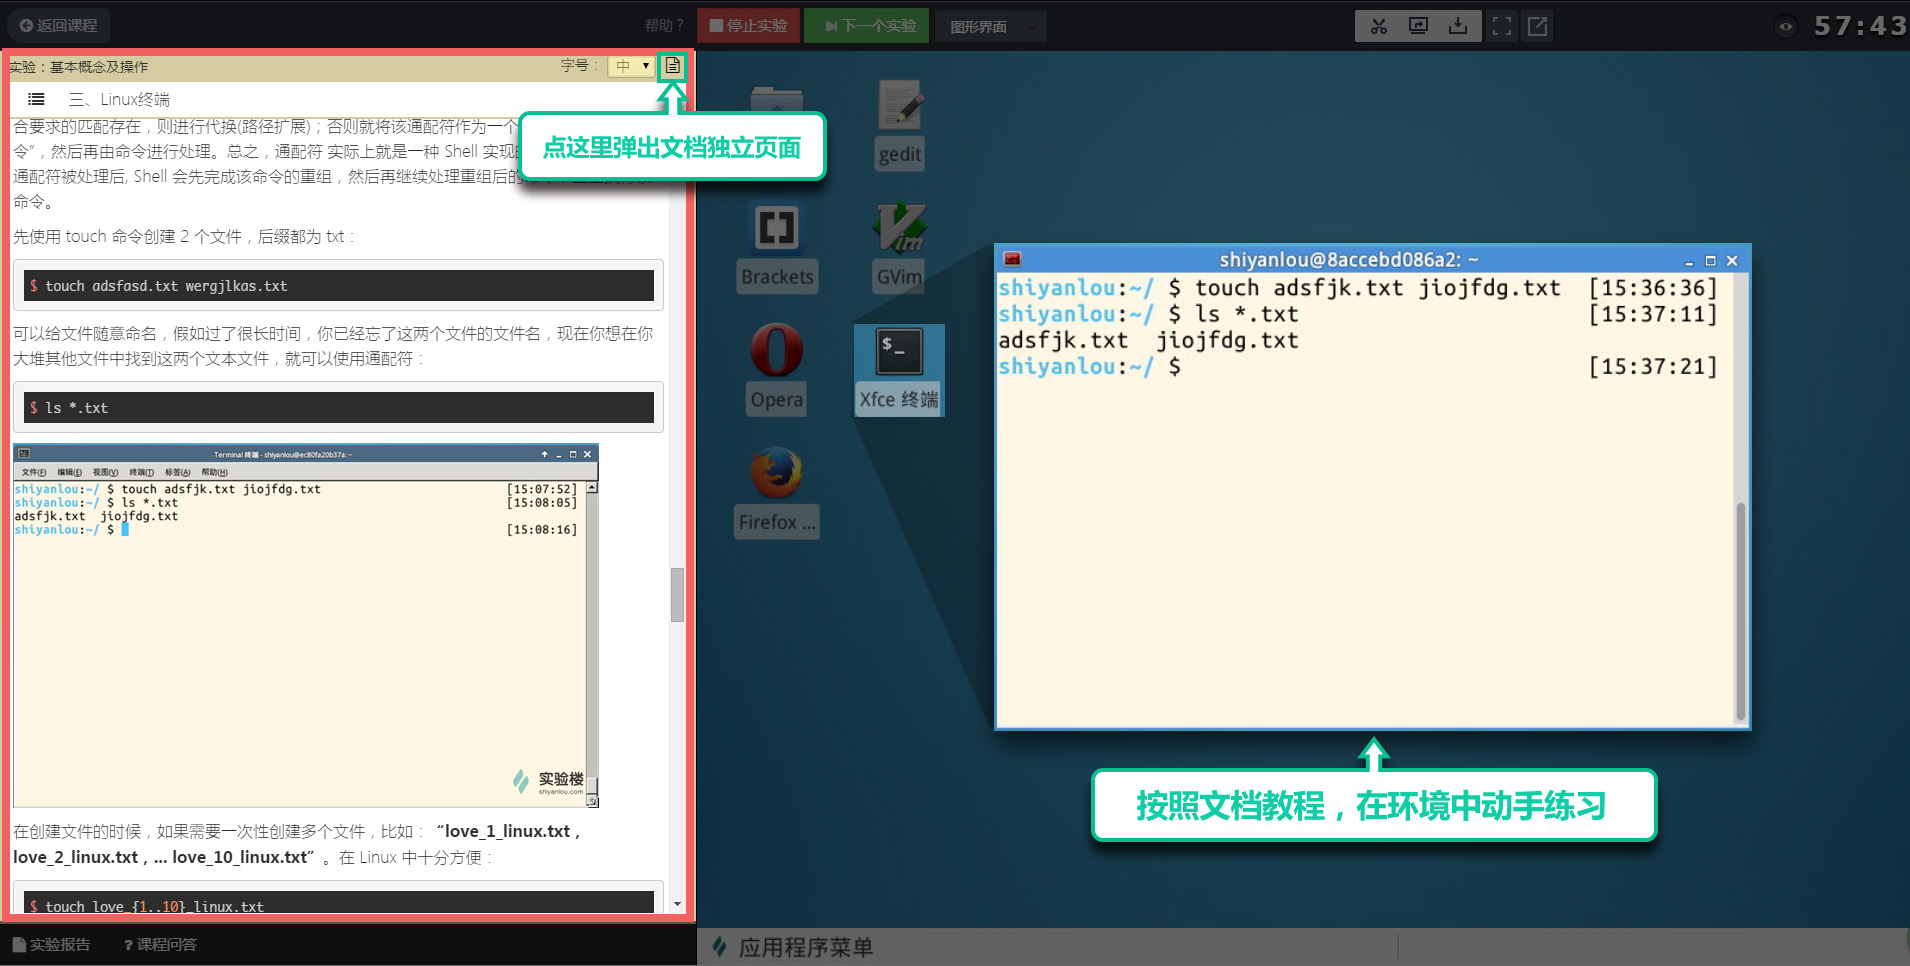 返回课程
帮助 ?
停止实验
下一个实验
图形界面
57:43
实验：基本概念及操作
字号：
中
三、Linux终端
点这里弹出文档独立页面
合要求的匹配存在，则进行代换(路径扩展)；否则就将该通配符作为一个
令”，然后再由命令进行处理。总之，通配符 实际上就是一种 Shell 实现
通配符被处理后, Shell 会先完成该命令的重组，然后再继续处理重组后的
命令。
先使用 touch 命令创建 2 个文件，后缀都为 txt：
$ touch adsfasd.txt wergjlkas.txt
可以给文件随意命名，假如过了很长时间，你已经忘了这两个文件的文件名，现在你想在你
大堆其他文件中找到这两个文本文件，就可以使用通配符：
$ ls *.txt
Terminal 终端 - shiyanlou@ec80fa20b37a: ~
文件(F) 编辑(E) 视图(V) 终端(T) 标签(A) 帮助(H)
shiyanlou:~/ $ touch adsfjk.txt jiojfdg.txt [15:07:52]
shiyanlou:~/ $ ls *.txt [15:08:05]
adsfjk.txt jiojfdg.txt
shiyanlou:~/ $ [15:08:16]
实验楼
shiyanlou.com
在创建文件的时候，如果需要一次性创建多个文件，比如：“love_1_linux.txt，
love_2_linux.txt，... love_10_linux.txt”。在 Linux 中十分方便：
$ touch love_{1..10}_linux.txt
实验报告
? 课程问答
gedit
Brackets
GVim
Opera
Xfce 终端
Firefox ...
shiyanlou@8accebd086a2: ~
shiyanlou:~/ $ touch adsfjk.txt jiojfdg.txt [15:36:36]
shiyanlou:~/ $ ls *.txt [15:37:11]
adsfjk.txt jiojfdg.txt
shiyanlou:~/ $ [15:37:21]
按照文档教程，在环境中动手练习
应用程序菜单